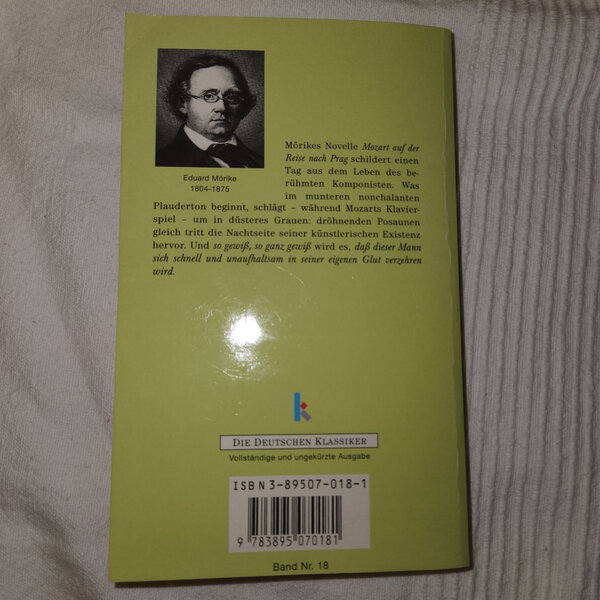 Eduard Mörike
1804-1875
Mörikes Novelle Mozart auf der
Reise nach Prag schildert einen
Tag aus dem Leben des be-
rühmten Komponisten. Was
im munteren nonchalanten
Plauderton beginnt, schlägt – während Mozarts Klavier-
spiel – um in düsteres Grauen: dröhnenden Posaunen
gleich tritt die Nachtseite seiner künstlerischen Existenz
hervor. Und so gewiß, so ganz gewiß wird es, daß dieser Mann
sich schnell und unaufhaltsam in seiner eigenen Glut verzehren
wird.
k
DIE DEUTSCHEN KLASSIKER
Vollständige und ungekürzte Ausgabe
ISBN 3-89507-018-1
9 783895 070181
Band Nr. 18